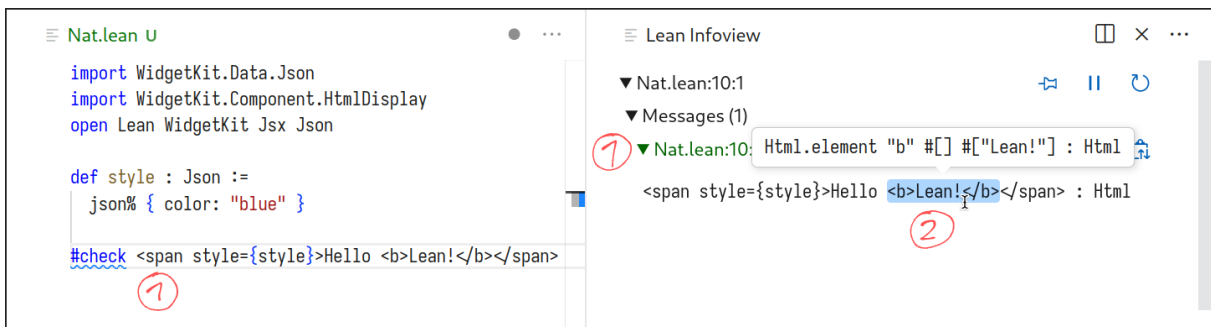 Nat.lean U
import WidgetKit.Data.Json
import WidgetKit.Component.HtmlDisplay
open Lean WidgetKit Jsx Json
def style : Json :=
json% { color: "blue" }
#check <span style={style}>Hello <b>Lean!</b></span>
1
Lean Infoview
Nat.lean:10:1
Messages (1)
1 Nat.lean:10:
Html.element "b" #[] #["Lean!"] : Html
<span style={style}>Hello <b>Lean!</b></span> : Html
2